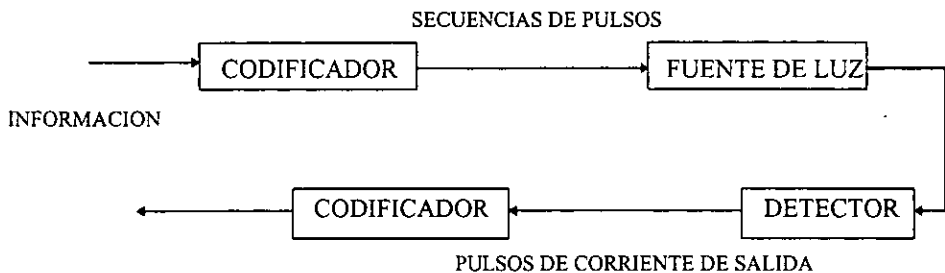 SECUENCIAS DE PULSOS
CODIFICADOR
FUENTE DE LUZ
INFORMACION
CODIFICADOR
DETECTOR
PULSOS DE CORRIENTE DE SALIDA